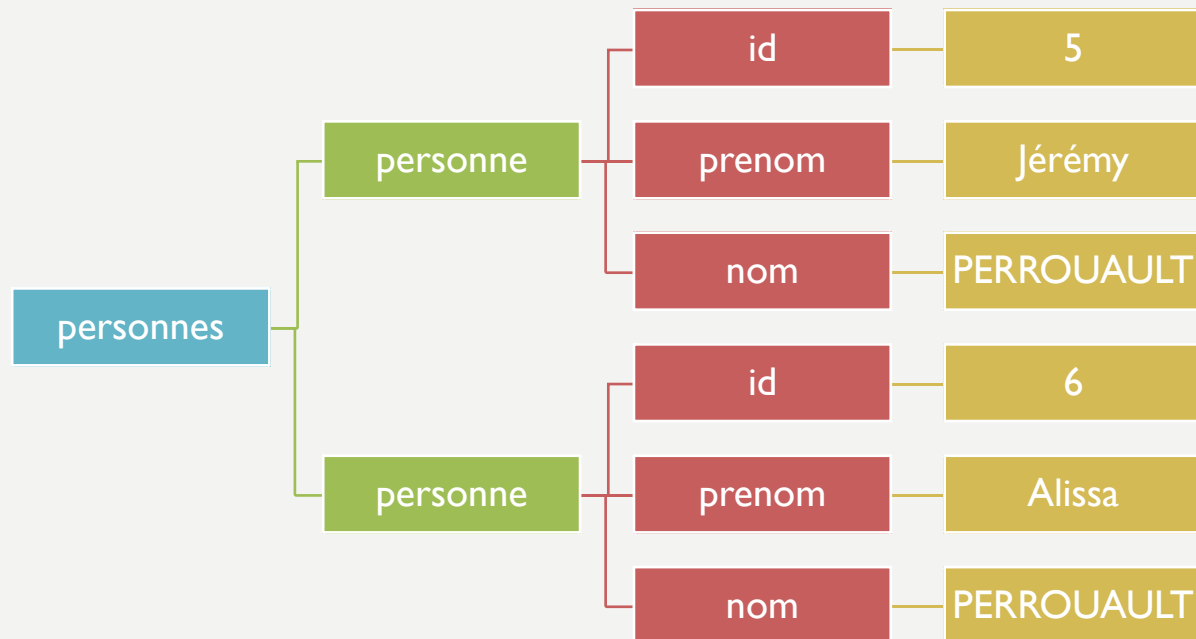 personnes
personne
id
5
prenom
Jérémy
nom
PERROUAULT
personne
id
6
prenom
Alissa
nom
PERROUAULT